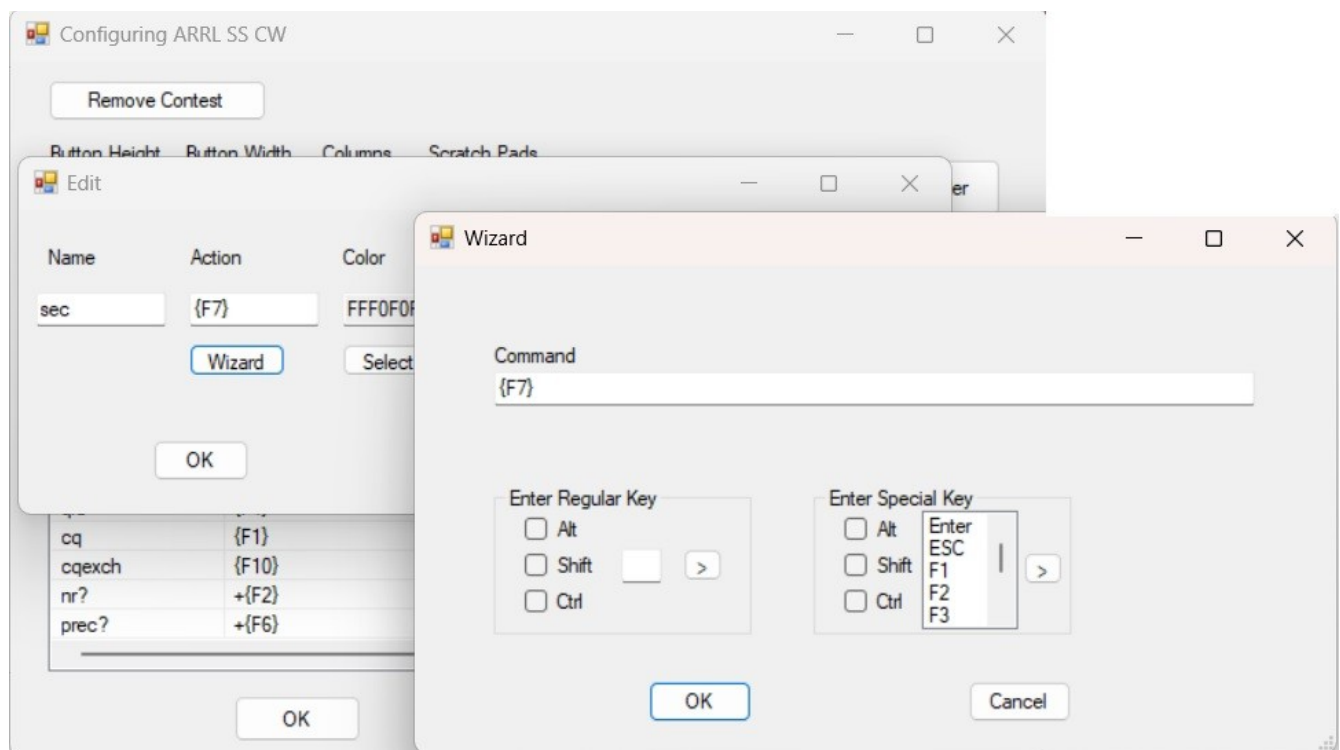 Configuring ARRL SS CW
Remove Contest
Button Height Button Width Columns Scratch Pads
er
Edit
Name Action Color
sec {F7} FFF0F0F
Wizard Select
OK
cq {F1}
cqexch {F10}
nr? +{F2}
prec? +{F6}
OK
Wizard
Command
{F7}
Enter Regular Key
Alt
Shift >
Ctrl
Enter Special Key
Alt
Shift >
Ctrl
Enter
ESC
F1
F2
F3
OK Cancel